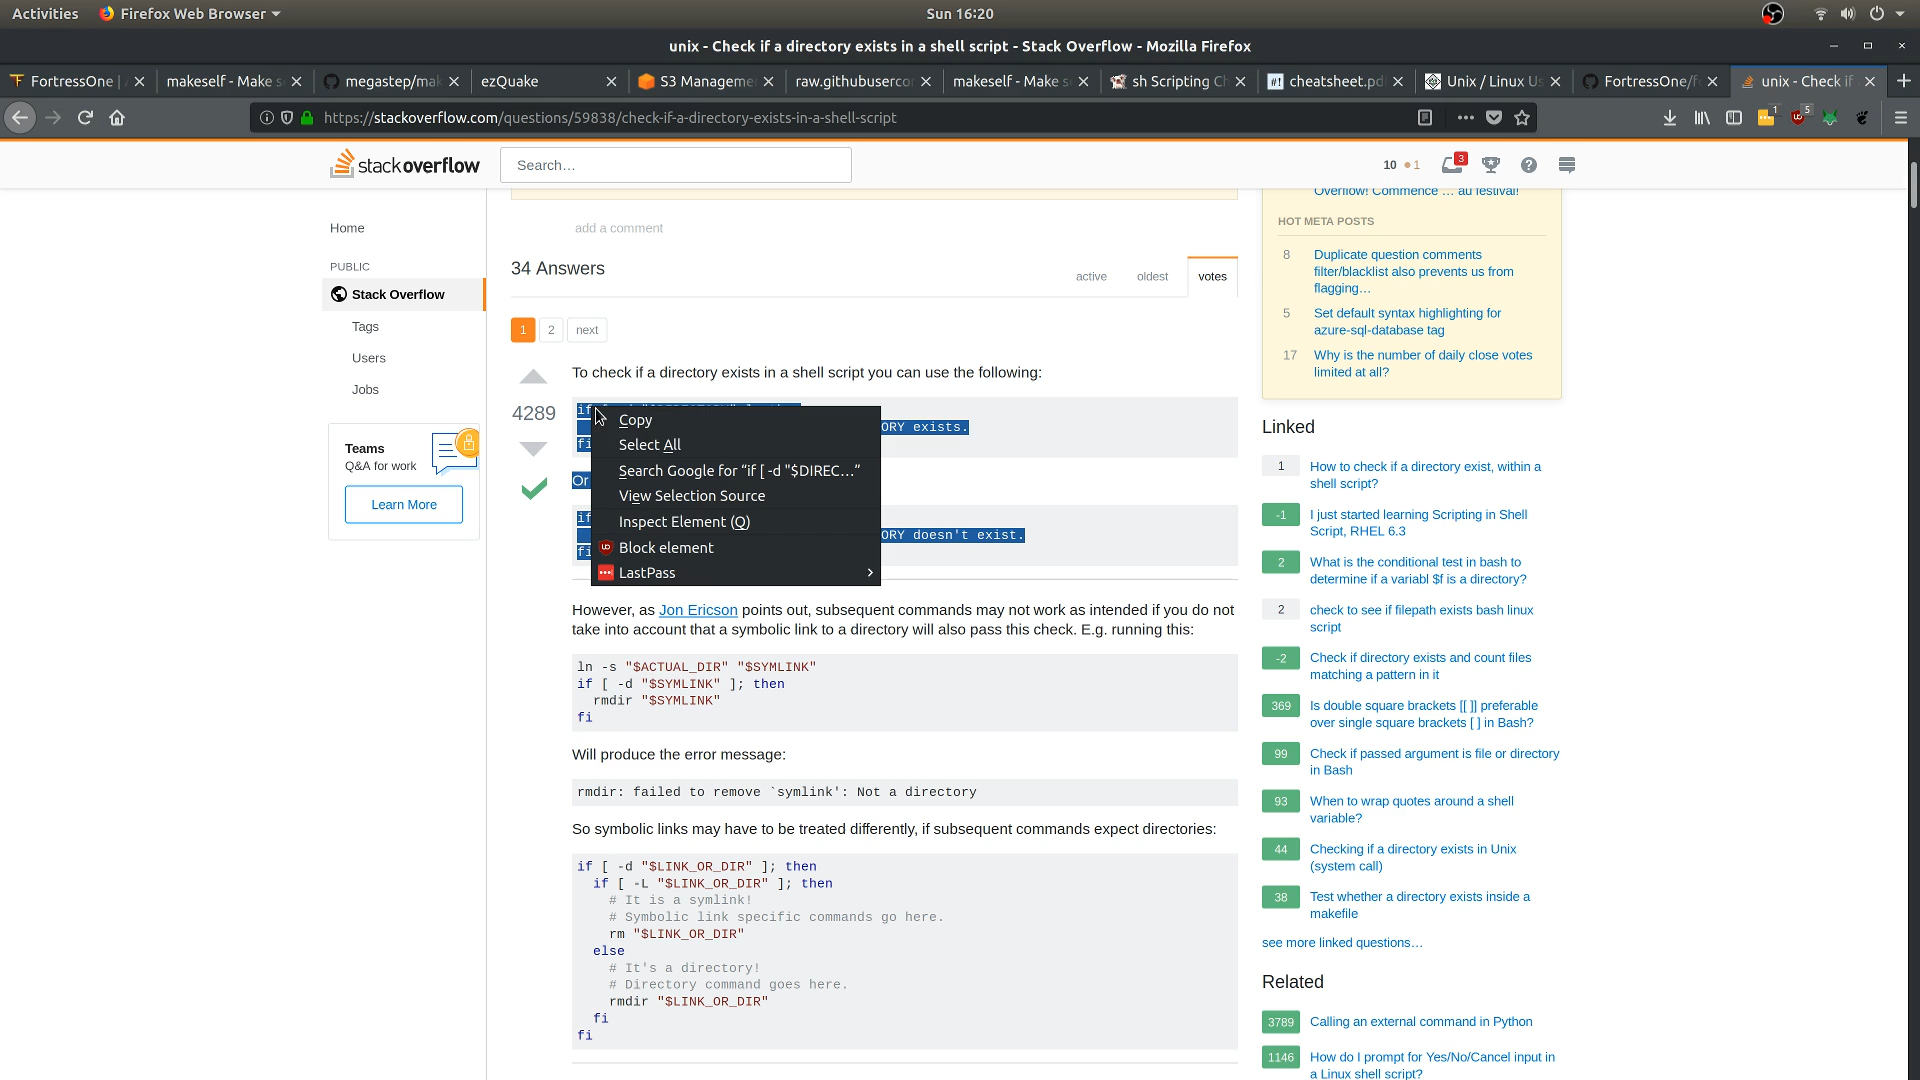 Activities Firefox Web Browser Sun 16:20
unix - Check if a directory exists in a shell script - Stack Overflow - Mozilla Firefox
FortressOne | makeself - Make s megastep/mak ezQuake S3 Manageme raw.githubuserco makeself - Make s sh Scripting Ch cheatsheet.pd Unix / Linux Us FortressOne/f unix - Check if
https://stackoverflow.com/questions/59838/check-if-a-directory-exists-in-a-shell-script 1 5
stackoverflow Search… 10 1 3
Overflow! Commence … au festival!
HOT META POSTS
8 Duplicate question comments
filter/blacklist also prevents us from
flagging…
5 Set default syntax highlighting for
azure-sql-database tag
17 Why is the number of daily close votes
limited at all?
Home
PUBLIC
Stack Overflow
Tags
Users
Jobs
Teams
Q&A for work
Learn More
add a comment
34 Answers
active oldest votes
1 2 next
4289
To check if a directory exists in a shell script you can use the following:
if
ORY exists.
fi
Or
if
ORY doesn't exist.
fi
Copy
Select All
Search Google for “if [ -d "$DIREC…”
View Selection Source
Inspect Element (Q)
Block element
LastPass
However, as Jon Ericson points out, subsequent commands may not work as intended if you do not
take into account that a symbolic link to a directory will also pass this check. E.g. running this:
ln -s "$ACTUAL_DIR" "$SYMLINK"
if [ -d "$SYMLINK" ]; then
rmdir "$SYMLINK"
fi
Will produce the error message:
rmdir: failed to remove `symlink': Not a directory
So symbolic links may have to be treated differently, if subsequent commands expect directories:
if [ -d "$LINK_OR_DIR" ]; then
if [ -L "$LINK_OR_DIR" ]; then
# It is a symlink!
# Symbolic link specific commands go here.
rm "$LINK_OR_DIR"
else
# It's a directory!
# Directory command goes here.
rmdir "$LINK_OR_DIR"
fi
fi
Linked
1 How to check if a directory exist, within a
shell script?
-1 I just started learning Scripting in Shell
Script, RHEL 6.3
2 What is the conditional test in bash to
determine if a variabl $f is a directory?
2 check to see if filepath exists bash linux
script
-2 Check if directory exists and count files
matching a pattern in it
369 Is double square brackets [[ ]] preferable
over single square brackets [ ] in Bash?
99 Check if passed argument is file or directory
in Bash
93 When to wrap quotes around a shell
variable?
44 Checking if a directory exists in Unix
(system call)
38 Test whether a directory exists inside a
makefile
see more linked questions…
Related
3789 Calling an external command in Python
1146 How do I prompt for Yes/No/Cancel input in
a Linux shell script?